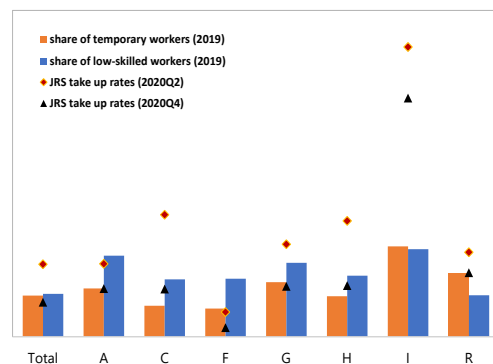 share of temporary workers (2019)
share of low-skilled workers (2019)
JRS take up rates (2020Q2)
JRS take up rates (2020Q4)
Total A C F G H I R